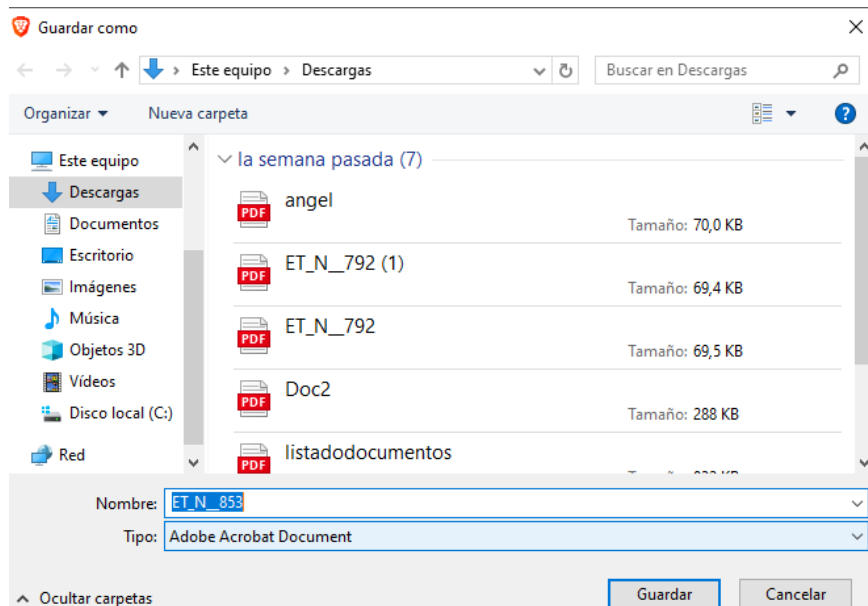 Guardar como
Este equipo > Descargas
Buscar en Descargas
Organizar
Nueva carpeta
Este equipo
Descargas
Documentos
Escritorio
Imágenes
Música
Objetos 3D
Vídeos
Disco local (C:)
Red
la semana pasada (7)
PDF
angel
Tamaño: 70,0 KB
PDF
ET_N__792 (1)
Tamaño: 69,4 KB
PDF
ET_N__792
Tamaño: 69,5 KB
PDF
Doc2
Tamaño: 288 KB
PDF
listadodocumentos
Nombre: ET_N__853
Tipo: Adobe Acrobat Document
Ocultar carpetas
Guardar
Cancelar